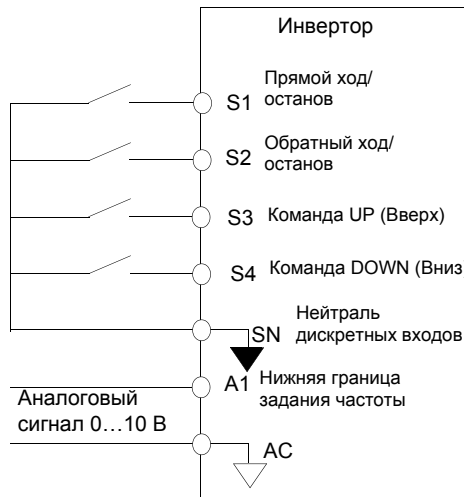 Инвертор
S1 Прямой ход/
останов
S2 Обратный ход/
останов
S3 Команда UP (Вверх)
S4 Команда DOWN (Вниз
SN Нейтраль
дискретных входов
A1 Нижняя граница
задания частоты
Аналоговый
сигнал 0…10 В
AC